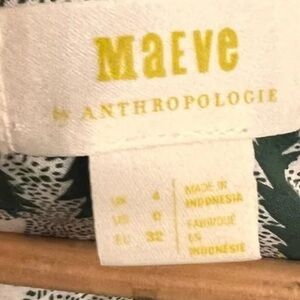 MaEVe
by ANTHROPOLOGIE
UK 4
US 0
EU 32
MADE IN
INDONESIA
FABRIQUÉ
EN
INDONÉSIE